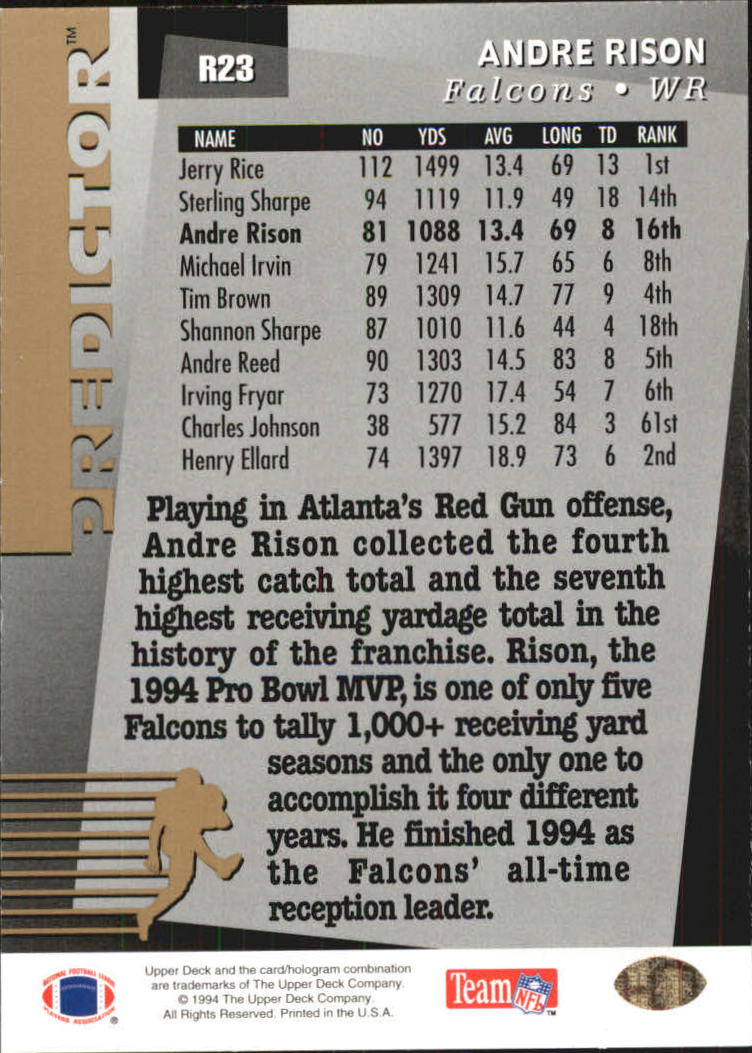 PREDICTOR™
R23
ANDRE RISON
Falcons • WR
NAME NO YDS AVG LONG TD RANK
Jerry Rice 112 1499 13.4 69 13 1st
Sterling Sharpe 94 1119 11.9 49 18 14th
Andre Rison 81 1088 13.4 69 8 16th
Michael Irvin 79 1241 15.7 65 6 8th
Tim Brown 89 1309 14.7 77 9 4th
Shannon Sharpe 87 1010 11.6 44 4 18th
Andre Reed 90 1303 14.5 83 8 5th
Irving Fryar 73 1270 17.4 54 7 6th
Charles Johnson 38 577 15.2 84 3 61st
Henry Ellard 74 1397 18.9 73 6 2nd
Playing in Atlanta's Red Gun offense,
Andre Rison collected the fourth
highest catch total and the seventh
highest receiving yardage total in the
history of the franchise. Rison, the
1994 Pro Bowl MVP, is one of only five
Falcons to tally 1,000+ receiving yard
seasons and the only one to
accomplish it four different
years. He finished 1994 as
the Falcons' all-time
reception leader.
NATIONAL FOOTBALL LEAGUE
PLAYERS ASSOCIATION
®
Upper Deck and the card/hologram combination
are trademarks of The Upper Deck Company.
© 1994 The Upper Deck Company.
All Rights Reserved. Printed in the U.S.A.
Team NFL™